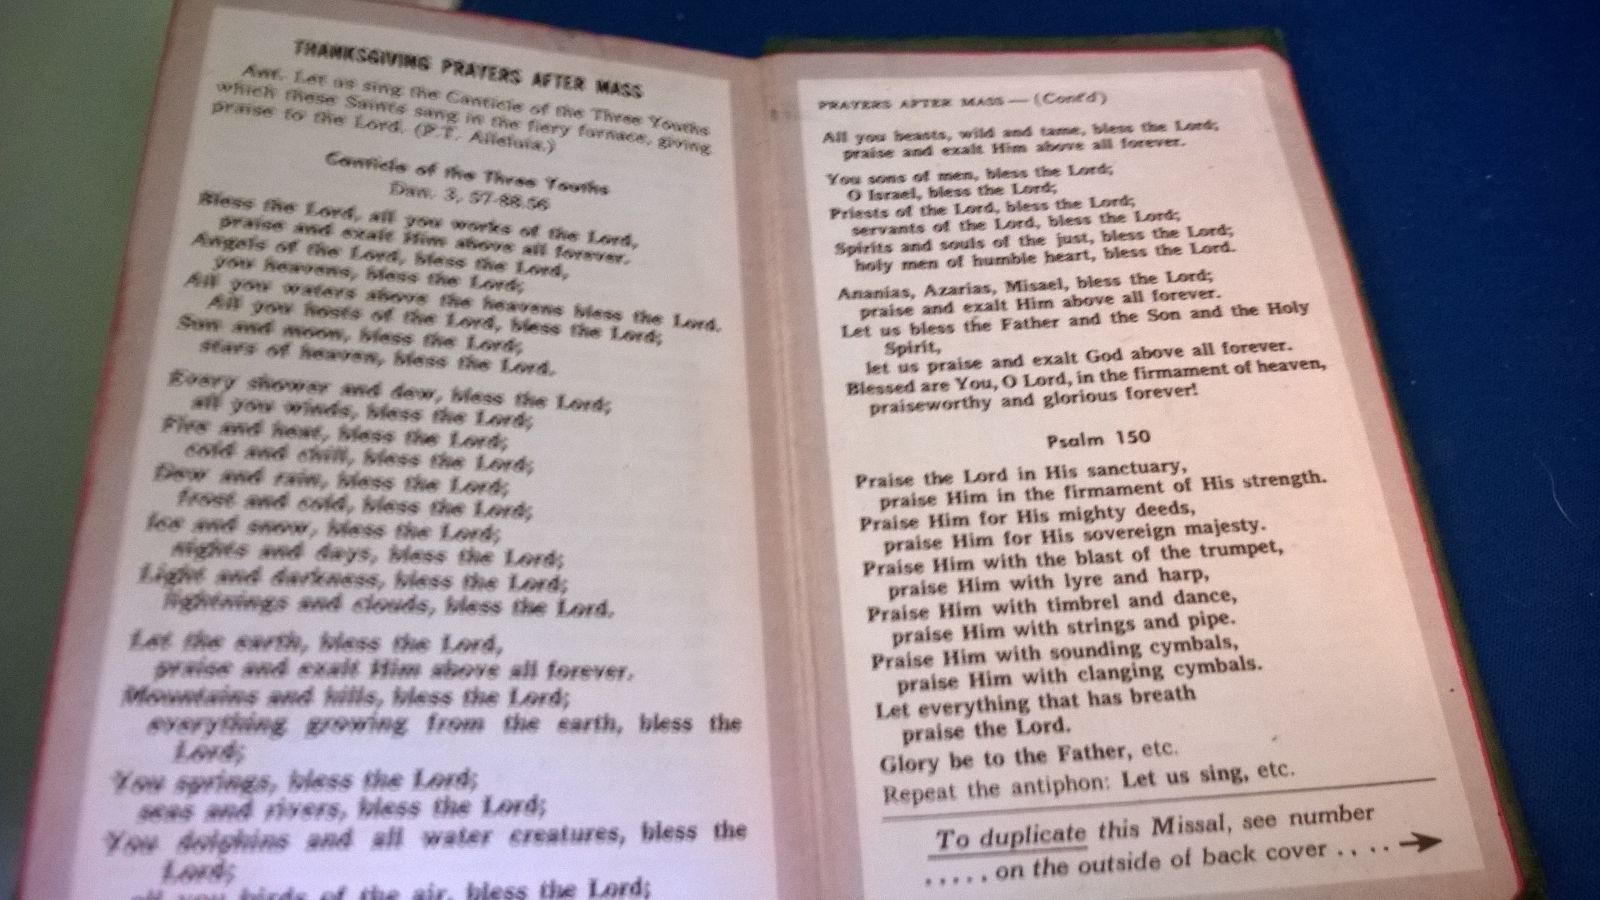 THANKSGIVING PRAYERS AFTER MASS
Ant. Let us sing the Canticle of the Three Youths
which these Saints sang in the fiery furnace, giving
praise to the Lord. (P.T. Alleluia.)
Canticle of the Three Youths
Dan. 3, 57-88.56
Bless the Lord, all you works of the Lord,
praise and exalt Him above all forever.
Angels of the Lord, bless the Lord,
you heavens, bless the Lord;
All you waters above the heavens bless the Lord.
All you hosts of the Lord, bless the Lord;
Sun and moon, bless the Lord;
stars of heaven, bless the Lord.
Every shower and dew, bless the Lord;
all you winds, bless the Lord;
Fire and heat, bless the Lord;
cold and chill, bless the Lord;
Dew and rain, bless the Lord;
frost and cold, bless the Lord;
Ice and snow, bless the Lord;
nights and days, bless the Lord;
Light and darkness, bless the Lord;
lightnings and clouds, bless the Lord.
Let the earth, bless the Lord,
praise and exalt Him above all forever.
Mountains and hills, bless the Lord;
everything growing from the earth, bless the
Lord;
You springs, bless the Lord;
seas and rivers, bless the Lord;
You dolphins and all water creatures, bless the
Lord;
all you birds of the air, bless the Lord;
PRAYERS AFTER MASS — (Cont'd)
All you beasts, wild and tame, bless the Lord;
praise and exalt Him above all forever.
You sons of men, bless the Lord;
O Israel, bless the Lord;
Priests of the Lord, bless the Lord;
servants of the Lord, bless the Lord;
Spirits and souls of the just, bless the Lord;
holy men of humble heart, bless the Lord.
Ananias, Azarias, Misael, bless the Lord;
praise and exalt Him above all forever.
Let us bless the Father and the Son and the Holy
Spirit,
let us praise and exalt God above all forever.
Blessed are You, O Lord, in the firmament of heaven,
praiseworthy and glorious forever!
Psalm 150
Praise the Lord in His sanctuary,
praise Him in the firmament of His strength.
Praise Him for His mighty deeds,
praise Him for His sovereign majesty.
Praise Him with the blast of the trumpet,
praise Him with lyre and harp,
Praise Him with timbrel and dance,
praise Him with strings and pipe.
Praise Him with sounding cymbals,
praise Him with clanging cymbals.
Let everything that has breath
praise the Lord.
Glory be to the Father, etc.
Repeat the antiphon: Let us sing, etc.
To duplicate this Missal, see number
. . . . . on the outside of back cover . . . .